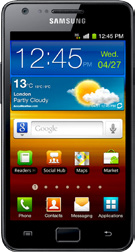 SAMSUNG
12:45 PM
12:45 PM
WED
04/27
13°C
London
Partly Cloudy
Google
Readers
Social Hub
Maps
Market
Phone
Contacts
Messaging
Applications